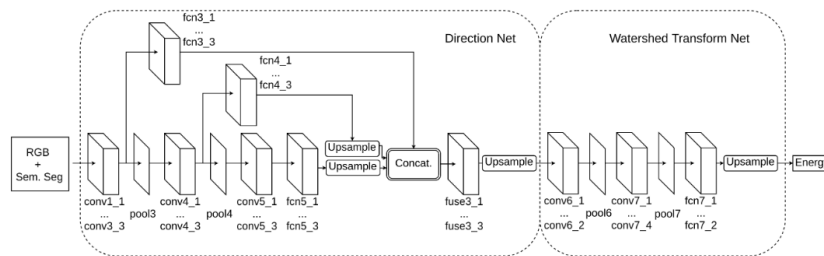 fcn3_1
...
fcn3_3
Direction Net
Watershed Transform Net
fcn4_1
...
fcn4_3
RGB
+
Sem. Seg
Upsample
Upsample
Concat.
Upsample
Upsample
Energy
conv1_1
...
conv3_3
pool3
conv4_1
...
conv4_3
pool4
conv5_1
...
conv5_3
fcn5_1
...
fcn5_3
fuse3_1
...
fuse3_3
conv6_1
...
conv6_2
pool6
conv7_1
...
conv7_4
pool7
fcn7_1
...
fcn7_2